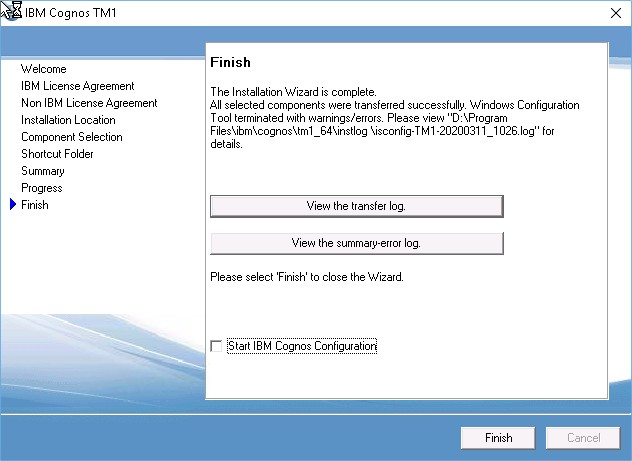 IBM Cognos TM1
Welcome
IBM License Agreement
Non IBM License Agreement
Installation Location
Component Selection
Shortcut Folder
Summary
Progress
Finish
Finish
The Installation Wizard is complete.
All selected components were transferred successfully. Windows Configuration
Tool terminated with warnings/errors. Please view "D:\Program
Files\ibm\cognos\tm1_64\instlog \isconfig-TM1-20200311_1026.log" for
details.
View the transfer log.
View the summary-error log.
Please select 'Finish' to close the Wizard.
Start IBM Cognos Configuration
Finish
Cancel